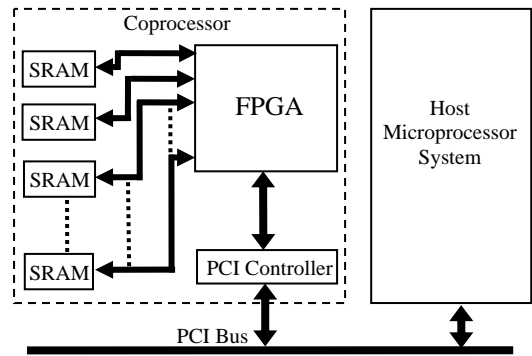 Coprocessor
SRAM
SRAM
SRAM
SRAM
FPGA
PCI Controller
Host
Microprocessor
System
PCI Bus